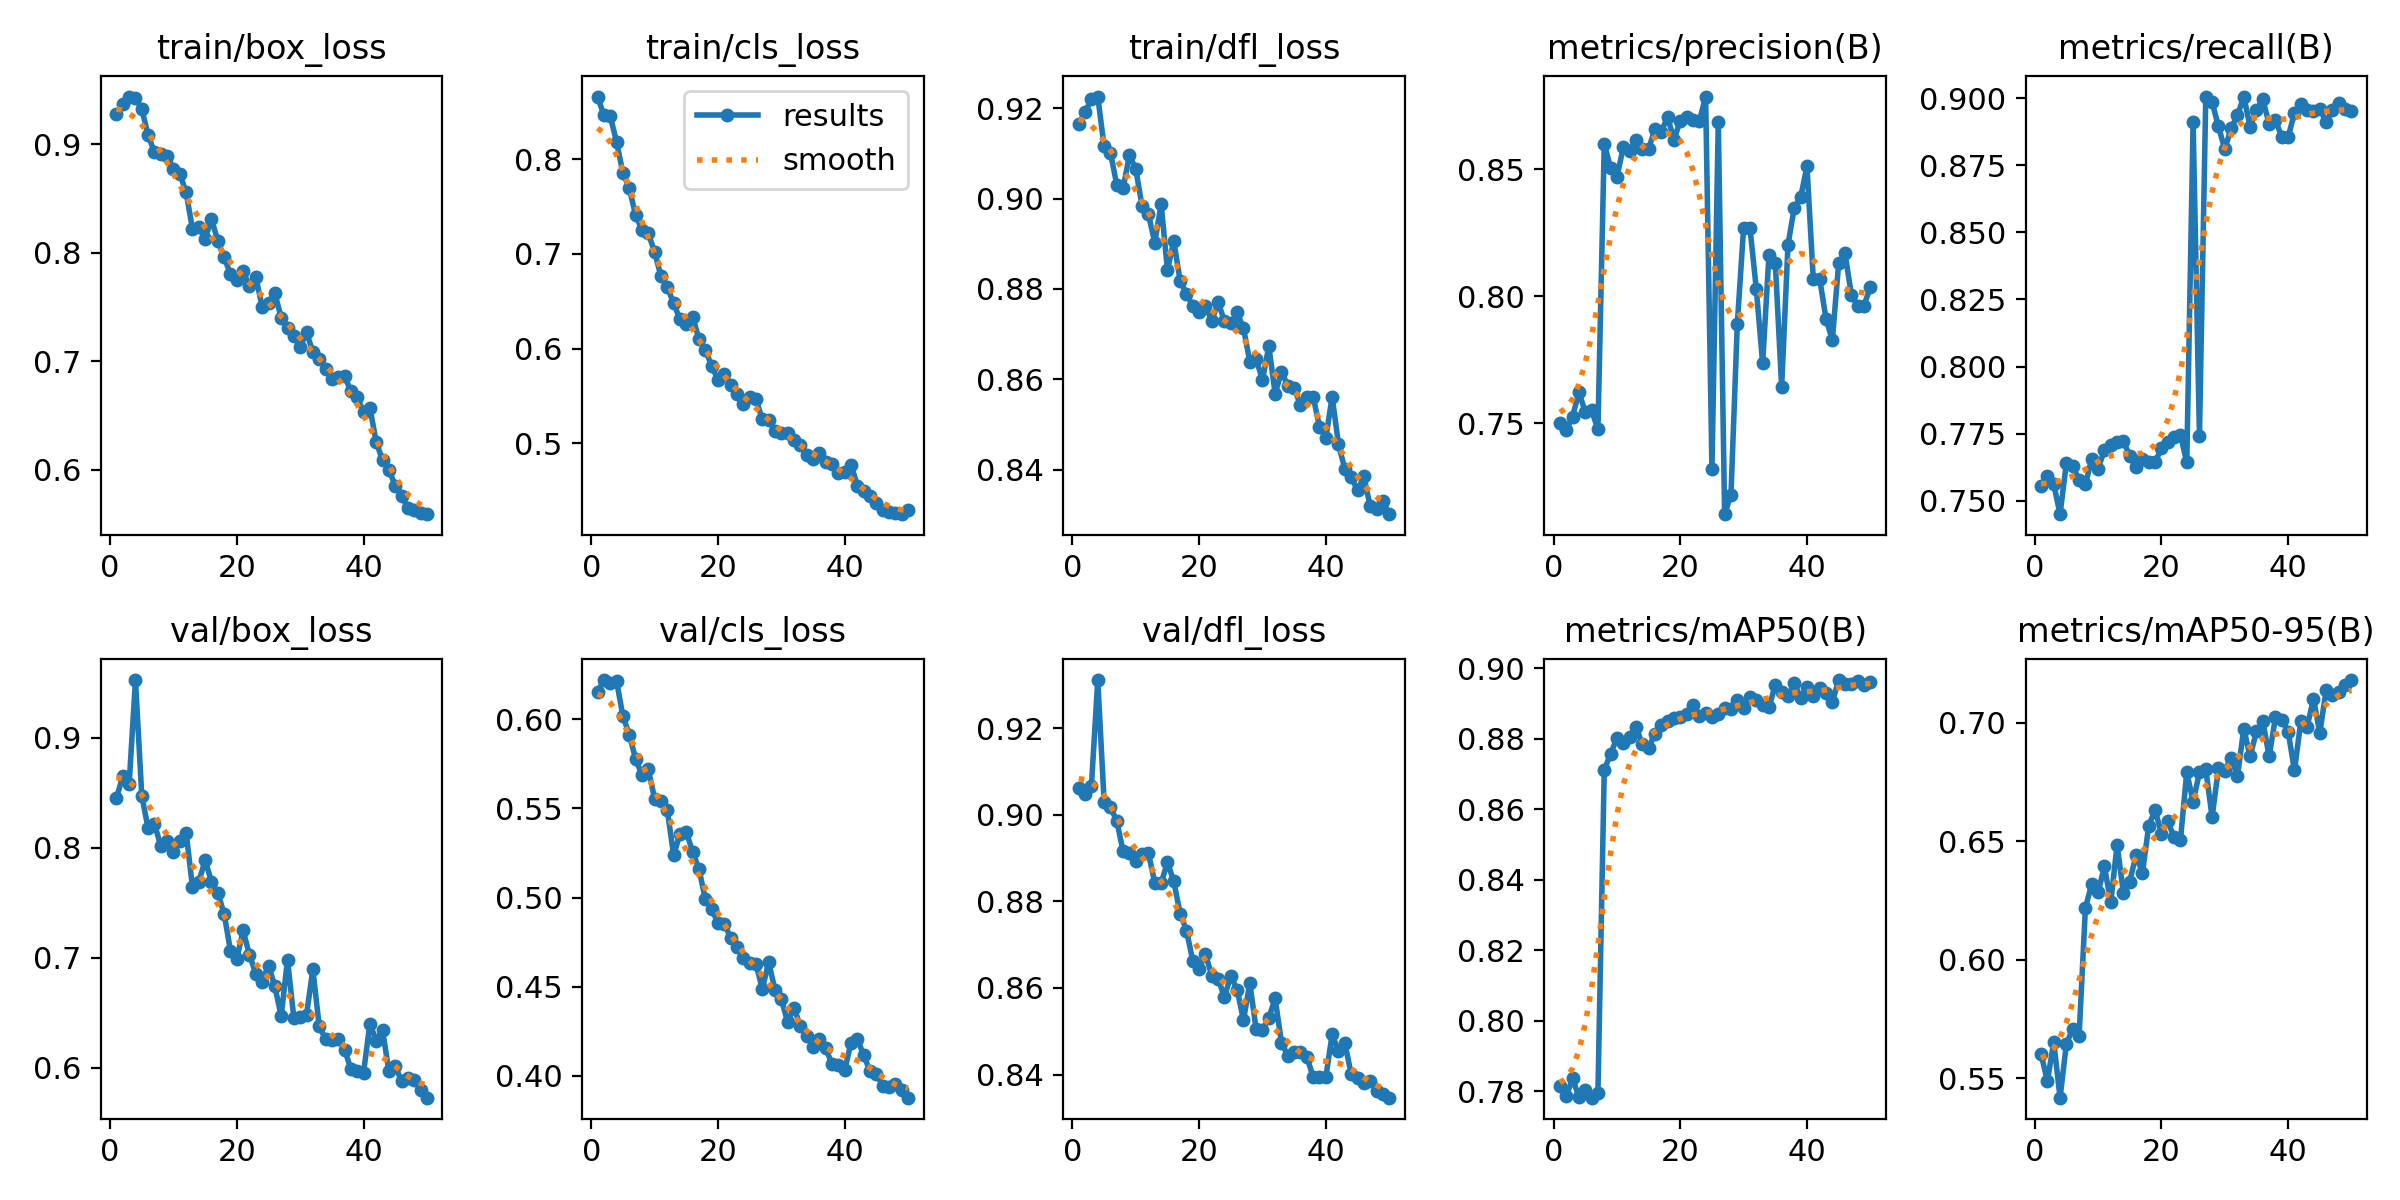 train/box_loss
0.9
0.8
0.7
0.6
0 20 40
train/cls_loss
results
smooth
0.8
0.7
0.6
0.5
0 20 40
train/dfl_loss
0.92
0.90
0.88
0.86
0.84
0 20 40
metrics/precision(B)
0.85
0.80
0.75
0 20 40
metrics/recall(B)
0.900
0.875
0.850
0.825
0.800
0.775
0.750
0 20 40
val/box_loss
0.9
0.8
0.7
0.6
0 20 40
val/cls_loss
0.60
0.55
0.50
0.45
0.40
0 20 40
val/dfl_loss
0.92
0.90
0.88
0.86
0.84
0 20 40
metrics/mAP50(B)
0.90
0.88
0.86
0.84
0.82
0.80
0.78
0 20 40
metrics/mAP50-95(B)
0.70
0.65
0.60
0.55
0 20 40